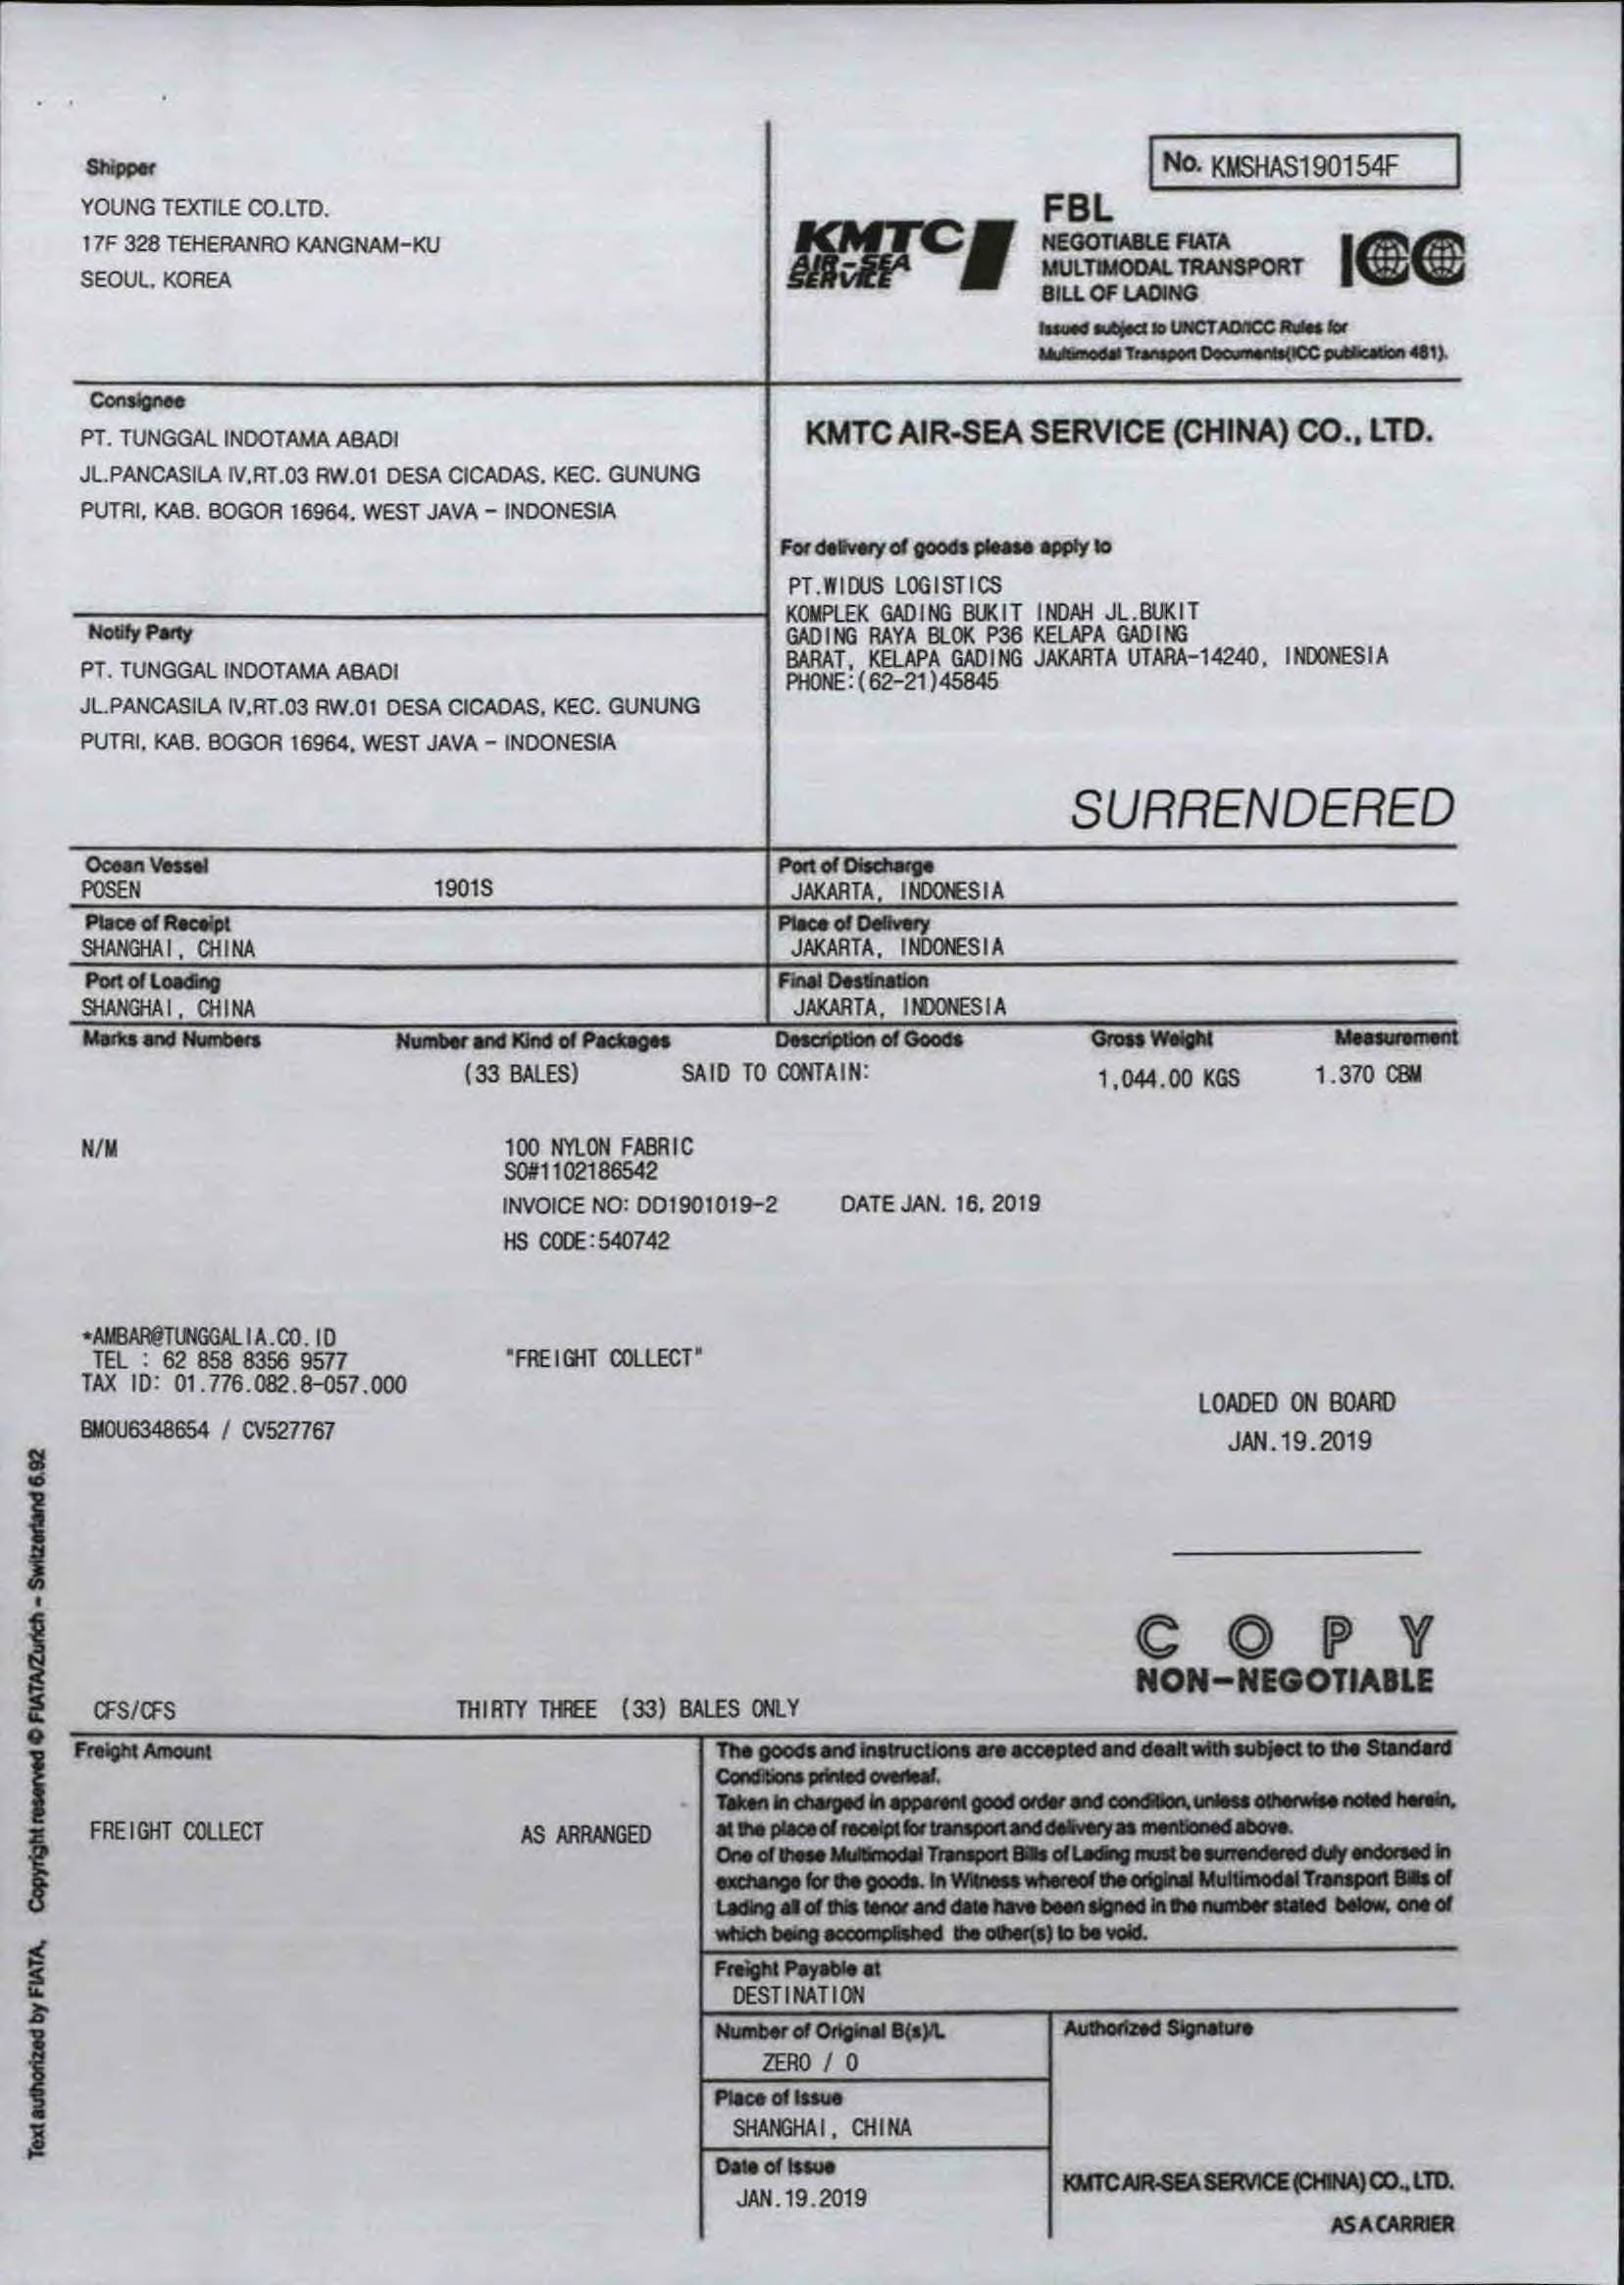 Shipper
YOUNG TEXTILE CO.LTD.
17F 328 TEHERANRO KANGNAM-KU
SEOUL, KOREA
No. KMSHAS190154F
KMTC
AIR-SEA
SERVICE
FBL
NEGOTIABLE FIATA
MULTIMODAL TRANSPORT
BILL OF LADING
ICC
Issued subject to UNCTAD/ICC Rules for
Multimodal Transport Documents(ICC publication 481).
Consignee
PT. TUNGGAL INDOTAMA ABADI
JL.PANCASILA IV,RT.03 RW.01 DESA CICADAS, KEC. GUNUNG
PUTRI, KAB. BOGOR 16964, WEST JAVA - INDONESIA
KMTC AIR-SEA SERVICE (CHINA) CO., LTD.
For delivery of goods please apply to
PT.WIDUS LOGISTICS
KOMPLEK GADING BUKIT INDAH JL.BUKIT
GADING RAYA BLOK P36 KELAPA GADING
BARAT, KELAPA GADING JAKARTA UTARA-14240, INDONESIA
PHONE:(62-21)45845
Notify Party
PT. TUNGGAL INDOTAMA ABADI
JL.PANCASILA IV,RT.03 RW.01 DESA CICADAS, KEC. GUNUNG
PUTRI, KAB. BOGOR 16964, WEST JAVA - INDONESIA
SURRENDERED
Ocean Vessel
POSEN 1901S
Port of Discharge
JAKARTA, INDONESIA
Place of Receipt
SHANGHAI, CHINA
Place of Delivery
JAKARTA, INDONESIA
Port of Loading
SHANGHAI, CHINA
Final Destination
JAKARTA, INDONESIA
Marks and Numbers Number and Kind of Packages Description of Goods Gross Weight Measurement
(33 BALES) SAID TO CONTAIN: 1,044.00 KGS 1.370 CBM
N/M 100 NYLON FABRIC
SO#1102186542
INVOICE NO: DD1901019-2 DATE JAN. 16, 2019
HS CODE:540742
*AMBAR@TUNGGALIA.CO.ID
TEL : 62 858 8356 9577
TAX ID: 01.776.082.8-057.000
"FREIGHT COLLECT"
BMOU6348654 / CV527767
LOADED ON BOARD
JAN.19.2019
COPY
NON-NEGOTIABLE
CFS/CFS THIRTY THREE (33) BALES ONLY
Freight Amount
FREIGHT COLLECT AS ARRANGED
The goods and instructions are accepted and dealt with subject to the Standard
Conditions printed overleaf.
Taken in charged in apparent good order and condition, unless otherwise noted herein,
at the place of receipt for transport and delivery as mentioned above.
One of these Multimodal Transport Bills of Lading must be surrendered duly endorsed in
exchange for the goods. In Witness whereof the original Multimodal Transport Bills of
Lading all of this tenor and date have been signed in the number stated below, one of
which being accomplished the other(s) to be void.
Freight Payable at
DESTINATION
Number of Original B(s)/L
ZERO / 0
Authorized Signature
Place of Issue
SHANGHAI, CHINA
Date of Issue
JAN.19.2019
KMTC AIR-SEA SERVICE (CHINA) CO., LTD.
AS A CARRIER
Text authorized by FIATA, Copyright reserved © FIATA/Zurich - Switzerland 6.92